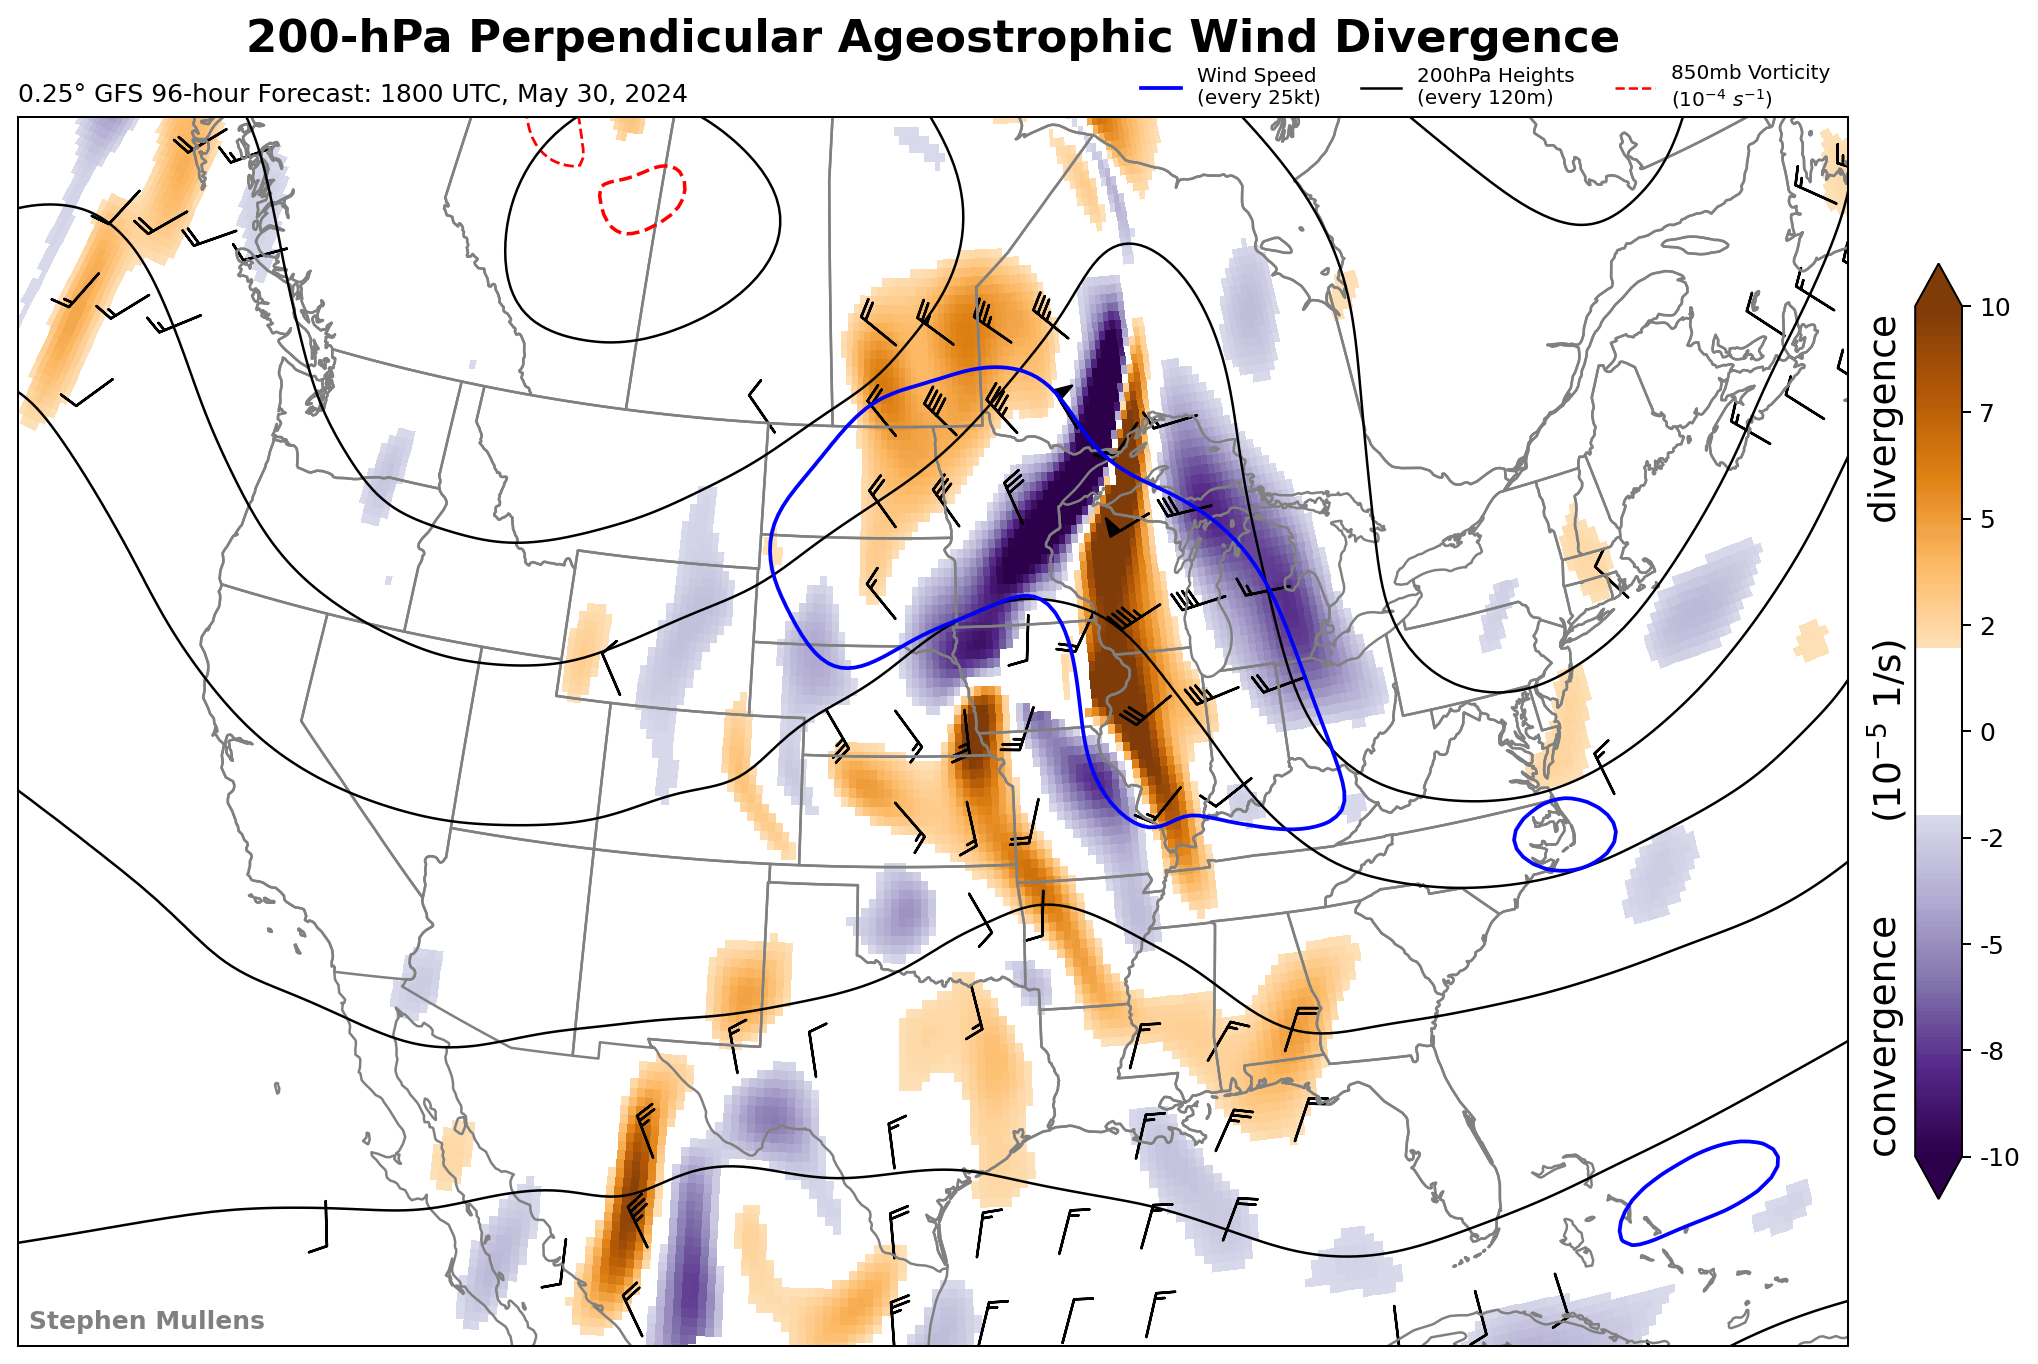 200-hPa Perpendicular Ageostrophic Wind Divergence
0.25° GFS 96-hour Forecast: 1800 UTC, May 30, 2024
Wind Speed
(every 25kt)
200hPa Heights
(every 120m)
850mb Vorticity
(10⁻⁴ s⁻¹)
convergence (10⁻⁵ 1/s) divergence
10
7
5
2
0
-2
-5
-8
-10
Stephen Mullens